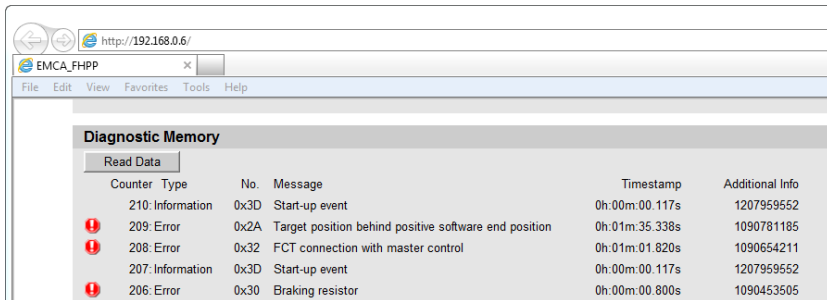 http://192.168.0.6/
EMCA_FHPP
File Edit View Favorites Tools Help
Diagnostic Memory
Read Data
Counter Type No. Message Timestamp Additional Info
210: Information 0x3D Start-up event 0h:00m:00.117s 1207959552
209: Error 0x2A Target position behind positive software end position 0h:01m:35.338s 1090781185
208: Error 0x32 FCT connection with master control 0h:01m:01.820s 1090654211
207: Information 0x3D Start-up event 0h:00m:00.117s 1207959552
206: Error 0x30 Braking resistor 0h:00m:00.800s 1090453505